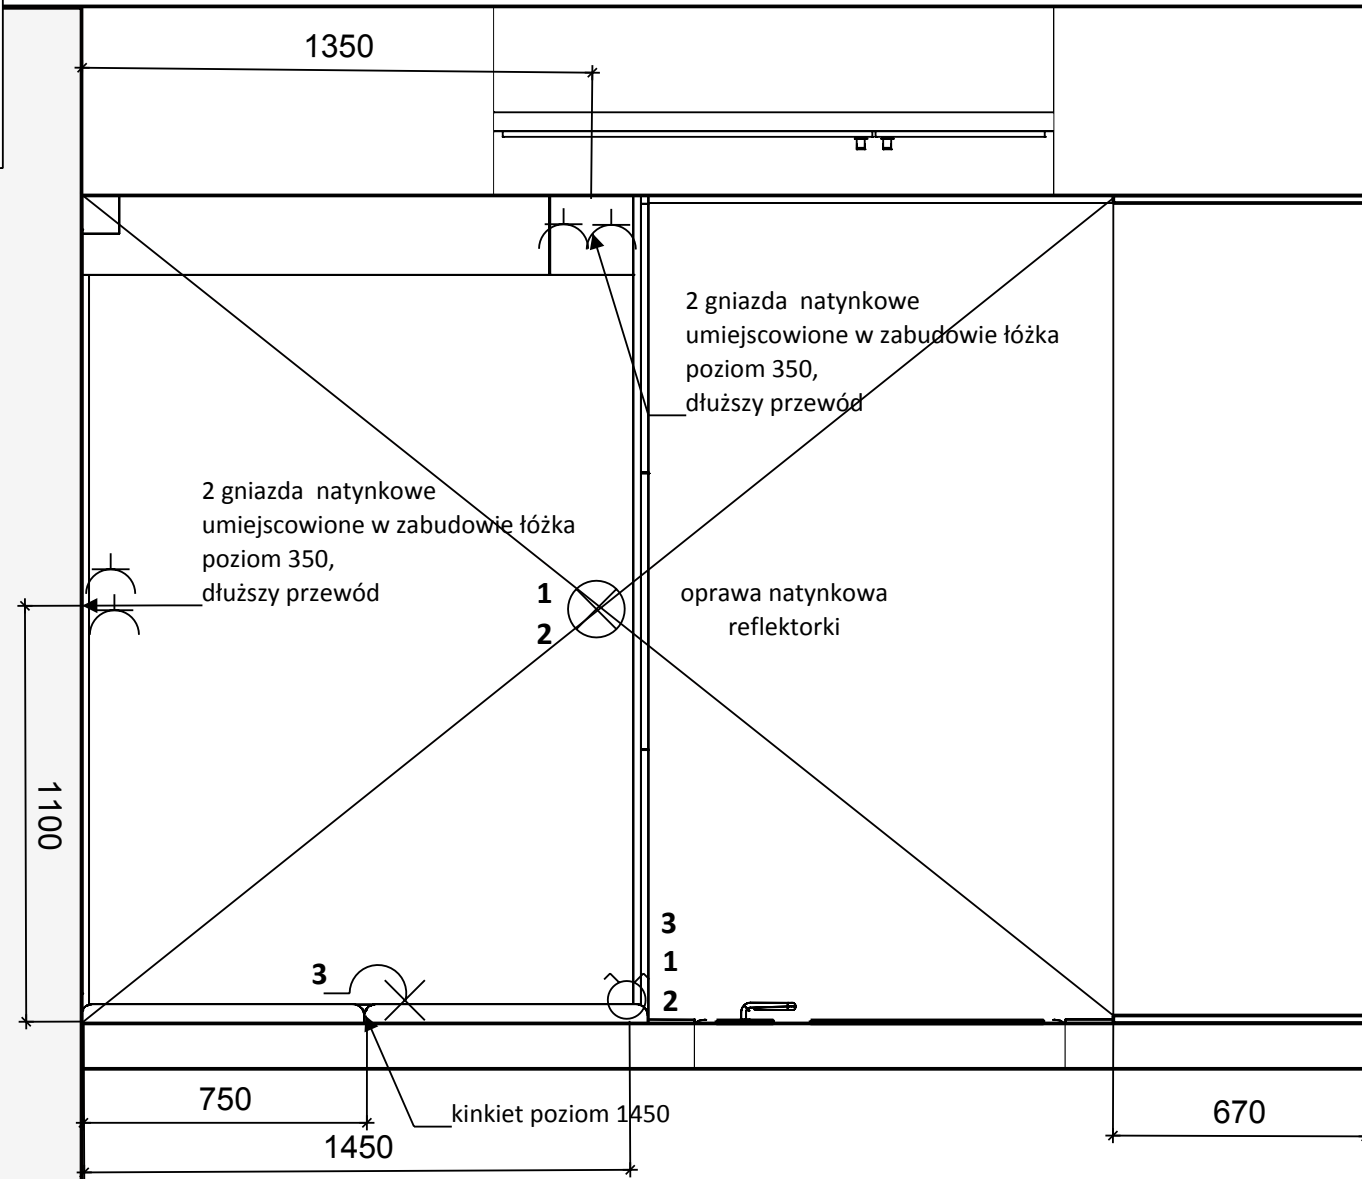 1350
2 gniazda  natynkowe
umiejscowione w zabudowie łóżka
poziom 350,
dłuższy przewód
2 gniazda  natynkowe
umiejscowione w zabudowie łóżka
poziom 350,
dłuższy przewód
1
2
oprawa natynkowa
reflektorki
1100
3
3
1
2
750
kinkiet poziom 1450
1450
670